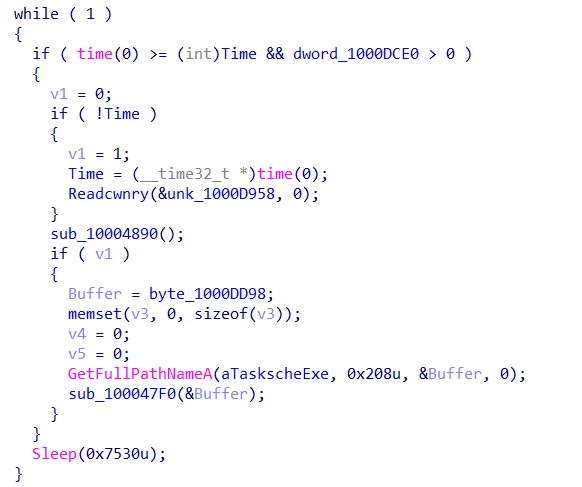 while ( 1 )
{
if ( time(0) >= (int)Time && dword_1000DCE0 > 0 )
{
v1 = 0;
if ( !Time )
{
v1 = 1;
Time = (__time32_t *)time(0);
Readcwnry(&unk_1000D958, 0);
}
sub_10004890();
if ( v1 )
{
Buffer = byte_1000DD98;
memset(v3, 0, sizeof(v3));
v4 = 0;
v5 = 0;
GetFullPathNameA(aTaskscheExe, 0x208u, &Buffer, 0);
sub_100047F0(&Buffer);
}
}
Sleep(0x7530u);
}